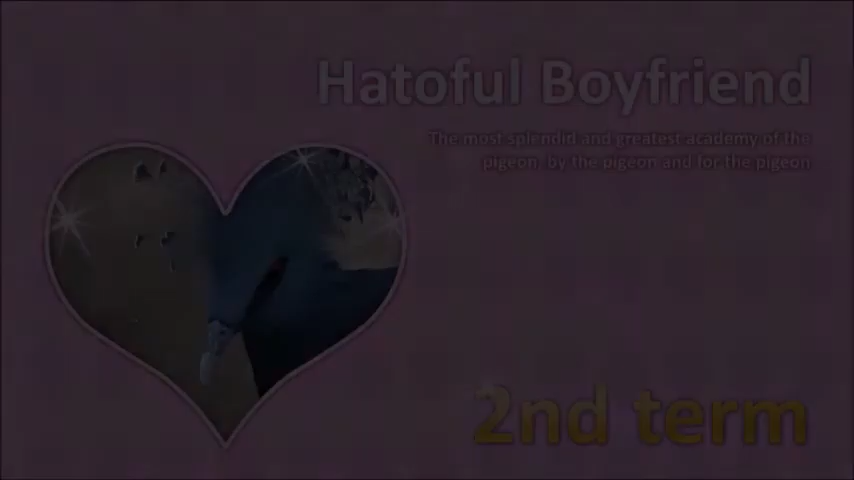 Hatoful Boyfriend
The most splendid and greatest academy of the
pigeon, by the pigeon and for the pigeon
2nd term